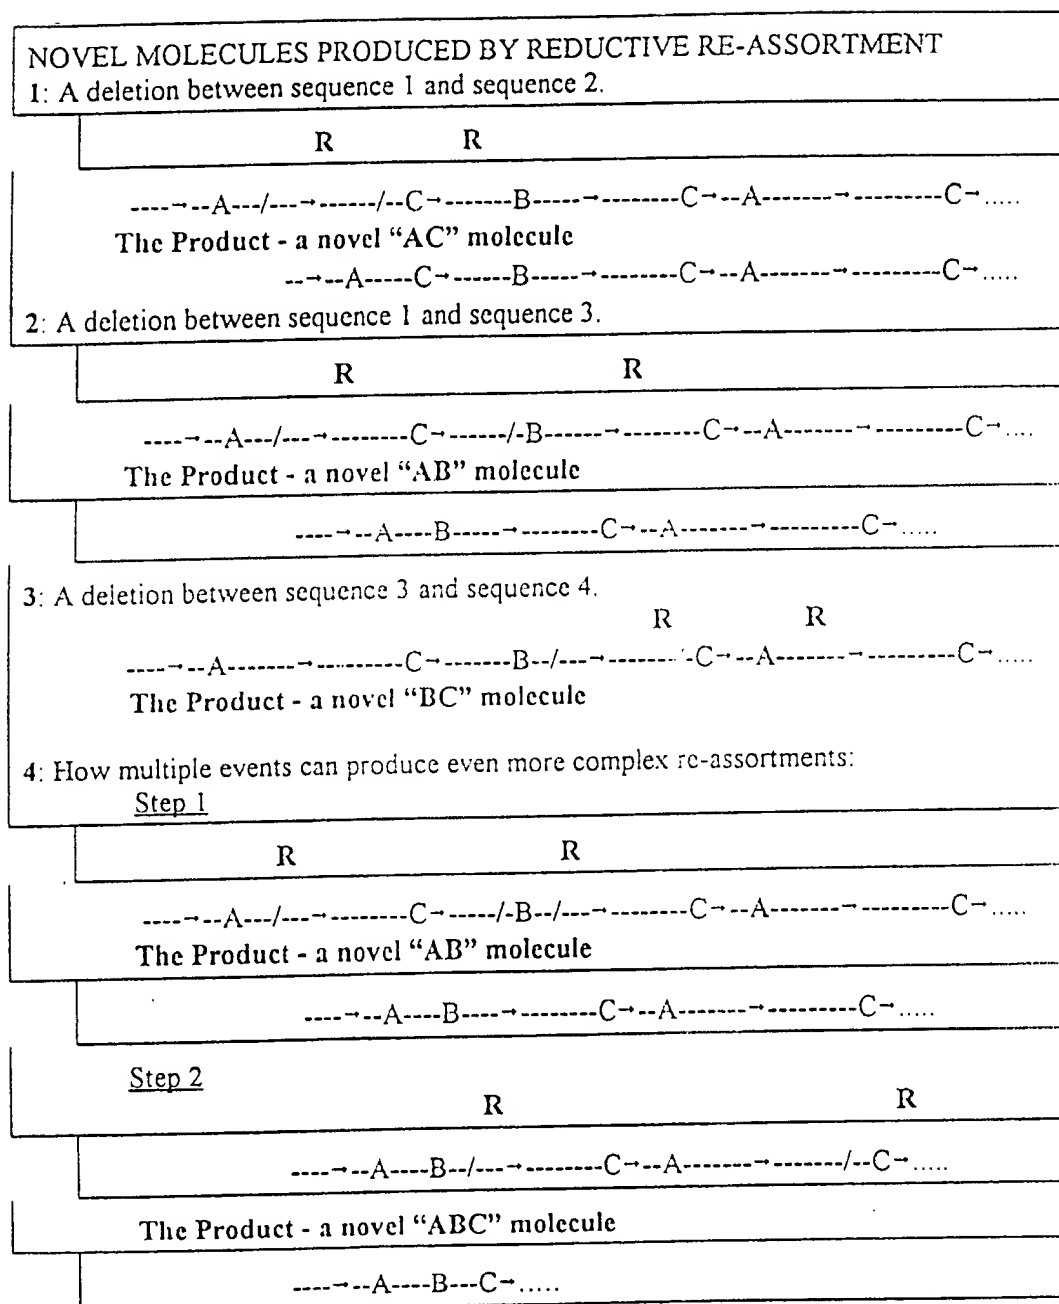 NOVEL MOLECULES PRODUCED BY REDUCTIVE RE-ASSORTMENT
1: A deletion between sequence 1 and sequence 2.
R R
----→--A---/---→------/--C→-------B-----→--------C→--A-------→---------C→.....
The Product - a novel “AC” molecule
--→--A-----C→------B-----→--------C→--A-------→---------C→.....
2: A deletion between sequence 1 and sequence 3.
R R
----→--A---/---→--------C→------/-B------→--------C→--A-------→---------C→....
The Product - a novel “AB” molecule
----→--A----B-----→--------C→--A-------→---------C→.....
3: A deletion between sequence 3 and sequence 4.
R R
----→--A-------→---------C→-------B--/---→-------/-C→--A-------→---------C→.....
The Product - a novel “BC” molecule
4: How multiple events can produce even more complex re-assortments:
Step 1
R R
----→--A---/---→--------C→-----/-B--/---→--------C→--A-------→---------C→.....
The Product - a novel “AB” molecule
----→--A----B----→--------C→--A-------→---------C→.....
Step 2
R R
----→--A----B--/---→--------C→--A-------→-------/--C→.....
The Product - a novel “ABC” molecule
----→--A----B---C→.....